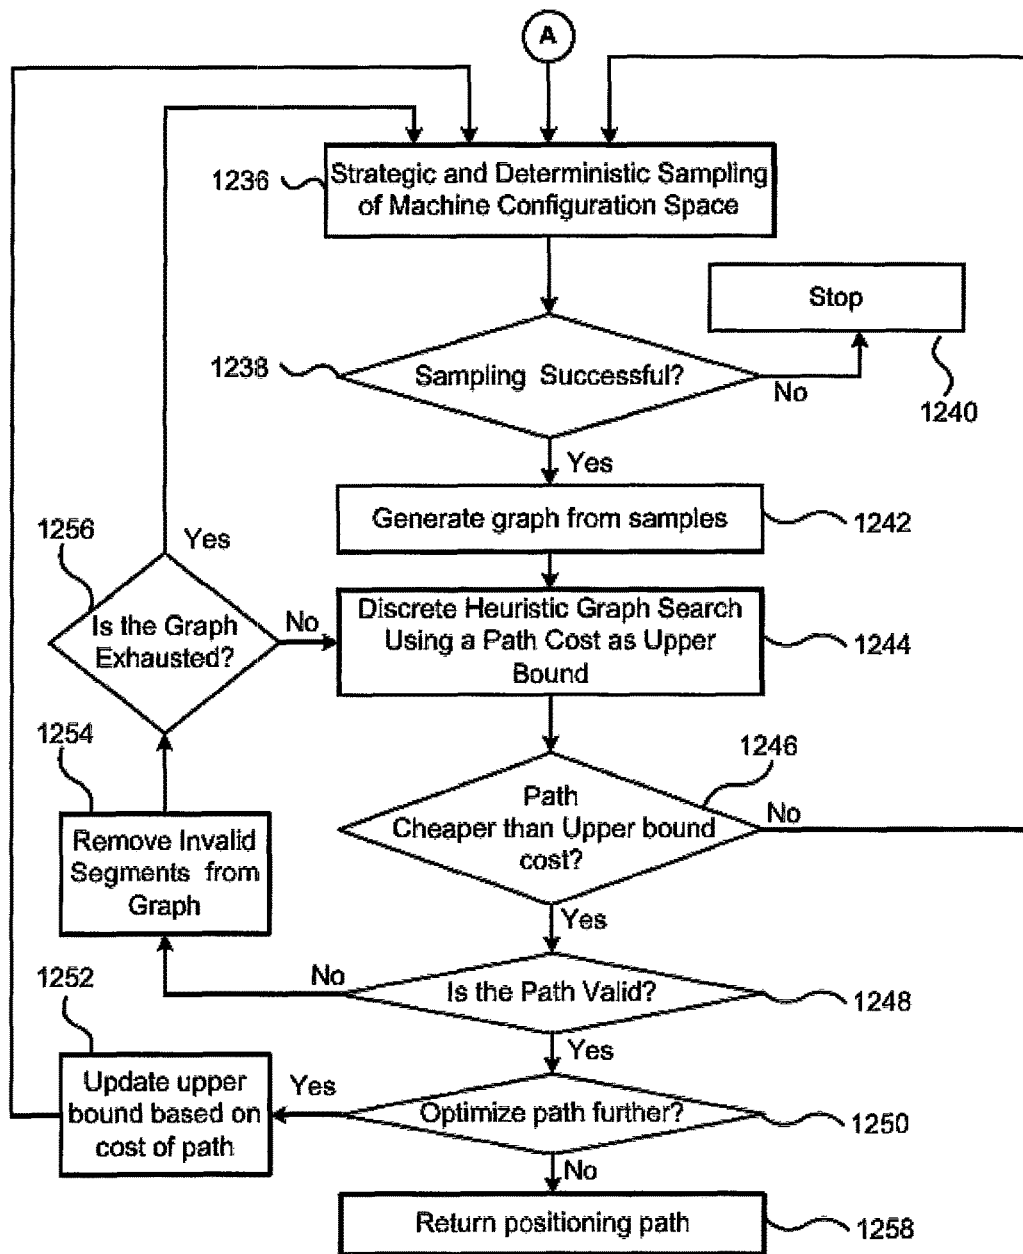 A
1236
Strategic and Deterministic Sampling
of Machine Configuration Space
Stop
1238
Sampling Successful?
No
1240
Yes
Generate graph from samples
1242
1256
Yes
Is the Graph
Exhausted?
No
Discrete Heuristic Graph Search
Using a Path Cost as Upper
Bound
1244
1254
1246
Path
Cheaper than Upper bound
cost?
No
Remove Invalid
Segments from
Graph
Yes
No
Is the Path Valid?
1248
1252
Yes
Update upper
bound based on
cost of path
Yes
Optimize path further?
1250
No
Return positioning path
1258